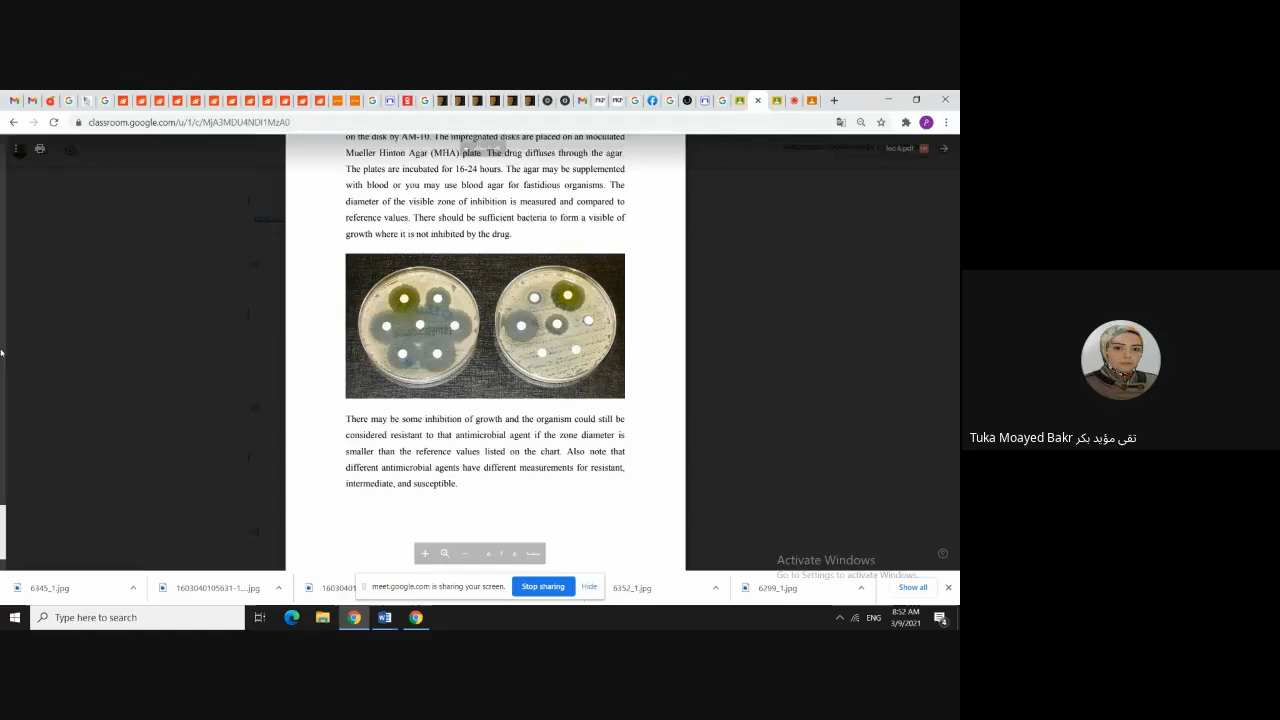 classroom.google.com/u/1/c/MjA3MDU4NDI1MzA0
on the disk by AM-10. The impregnated disks are placed on an inoculated
Mueller Hinton Agar (MHA) plate. The drug diffuses through the agar.
The plates are incubated for 16-24 hours. The agar may be supplemented
with blood or you may use blood agar for fastidious organisms. The
diameter of the visible zone of inhibition is measured and compared to
reference values. There should be sufficient bacteria to form a visible of
growth where it is not inhibited by the drug.
There may be some inhibition of growth and the organism could still be
considered resistant to that antimicrobial agent if the zone diameter is
smaller than the reference values listed on the chart. Also note that
different antimicrobial agents have different measurements for resistant,
intermediate, and susceptible.
Tuka Moayed Bakr تقي مؤيد بكر
Activate Windows
Go to Settings to activate Windows.
6345_1.jpg
1603040105631-1....jpg
16030401
meet.google.com is sharing your screen.
Stop sharing
Hide
6352_1.jpg
6299_1.jpg
Show all
Type here to search
ENG
8:52 AM
3/9/2021